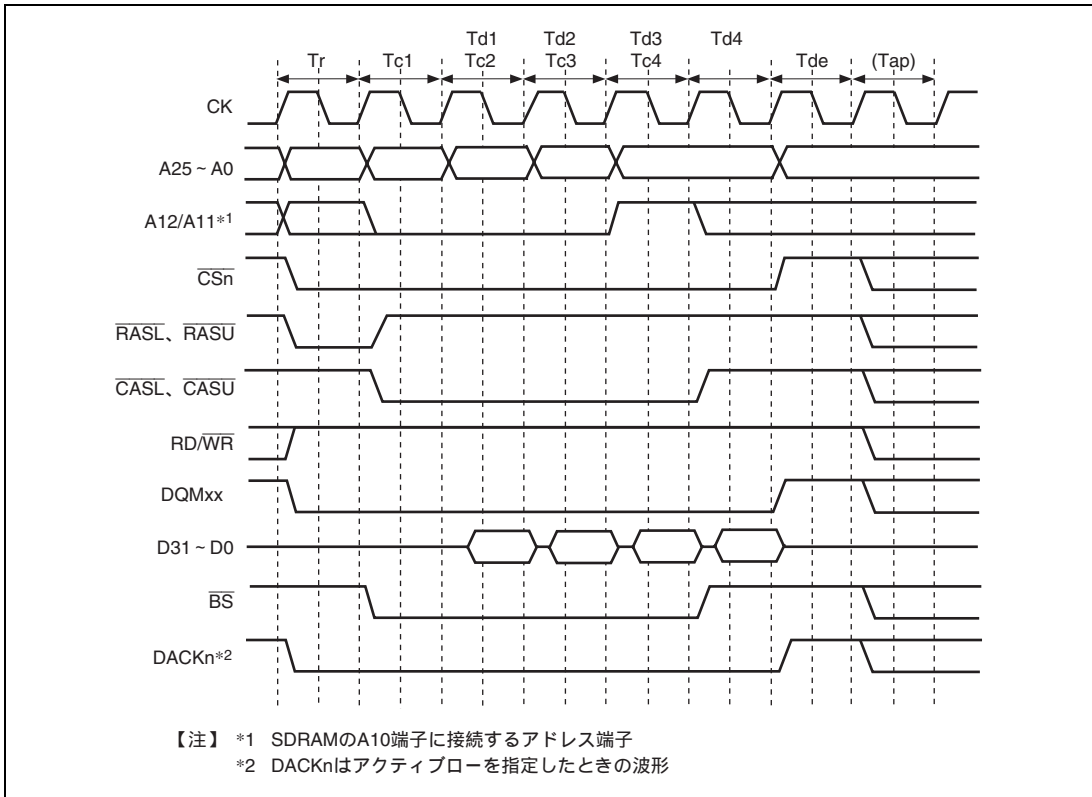 Td1 Td2 Td3 Td4
Tr Tc1 Tc2 Tc3 Tc4 Tde (Tap)
CK
A25 ~ A0
A12/A11*1
CSn
RASL、RASU
CASL、CASU
RD/WR
DQMxx
D31 ~ D0
BS
DACKn*2
【注】 *1 SDRAMのA10端子に接続するアドレス端子
*2 DACKnはアクティブローを指定したときの波形